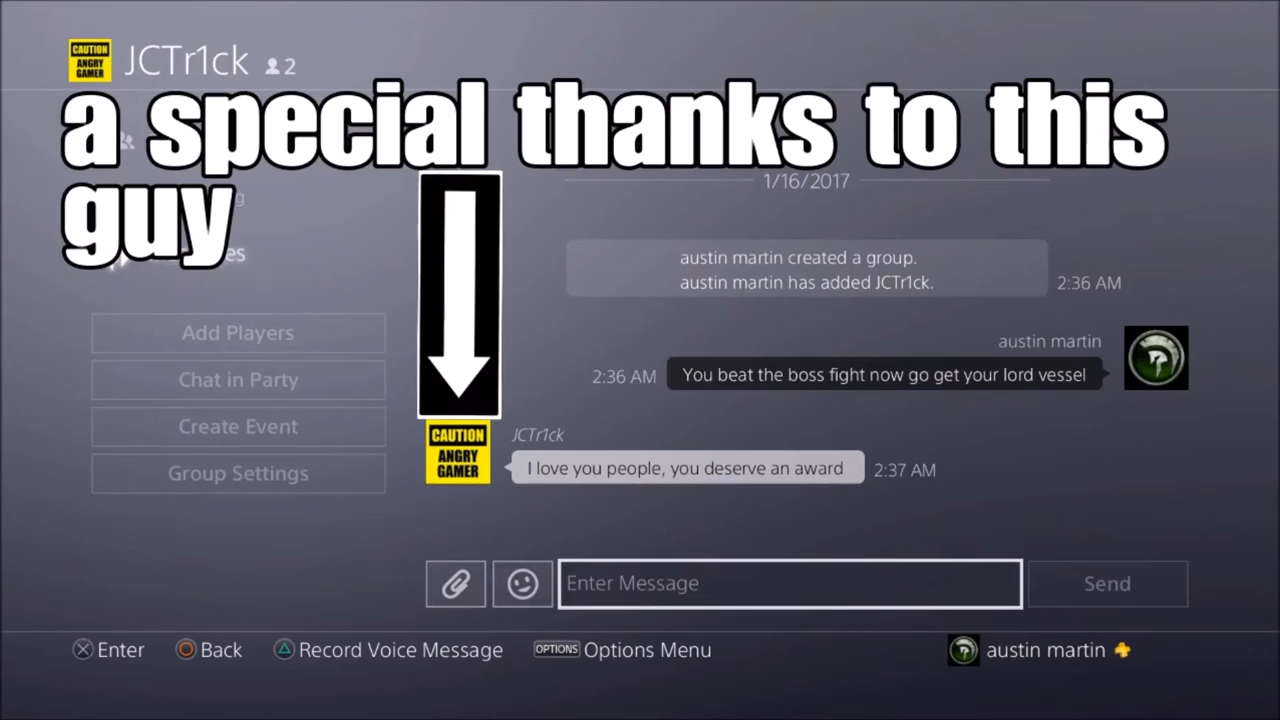 CAUTION
ANGRY
GAMER
JCTr1ck 2
a special thanks to this
guy
1/16/2017
austin martin created a group.
austin martin has added JCTr1ck.
2:36 AM
Add Players
Chat in Party
Create Event
Group Settings
austin martin
2:36 AM
You beat the boss fight now go get your lord vessel
CAUTION
ANGRY
GAMER
JCTr1ck
I love you people, you deserve an award
2:37 AM
Enter Message
Send
Enter
Back
Record Voice Message
OPTIONS
Options Menu
austin martin